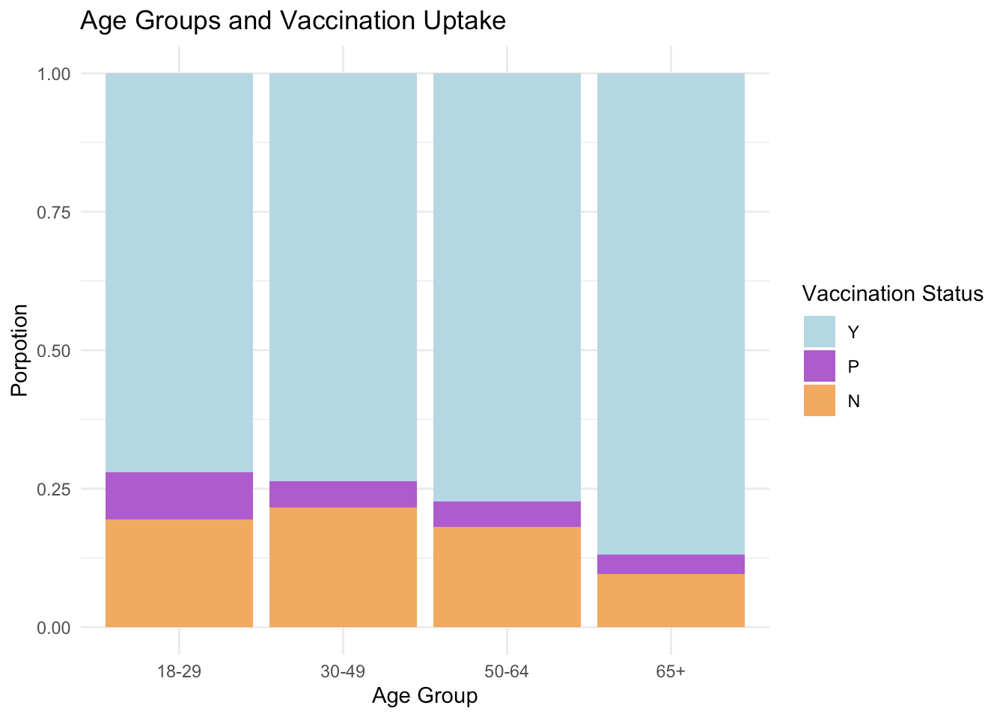 Age Groups and Vaccination Uptake
1.00
0.75
0.50
0.25
0.00
Porpotion
18-29
30-49
50-64
65+
Age Group
Vaccination Status
Y
P
N